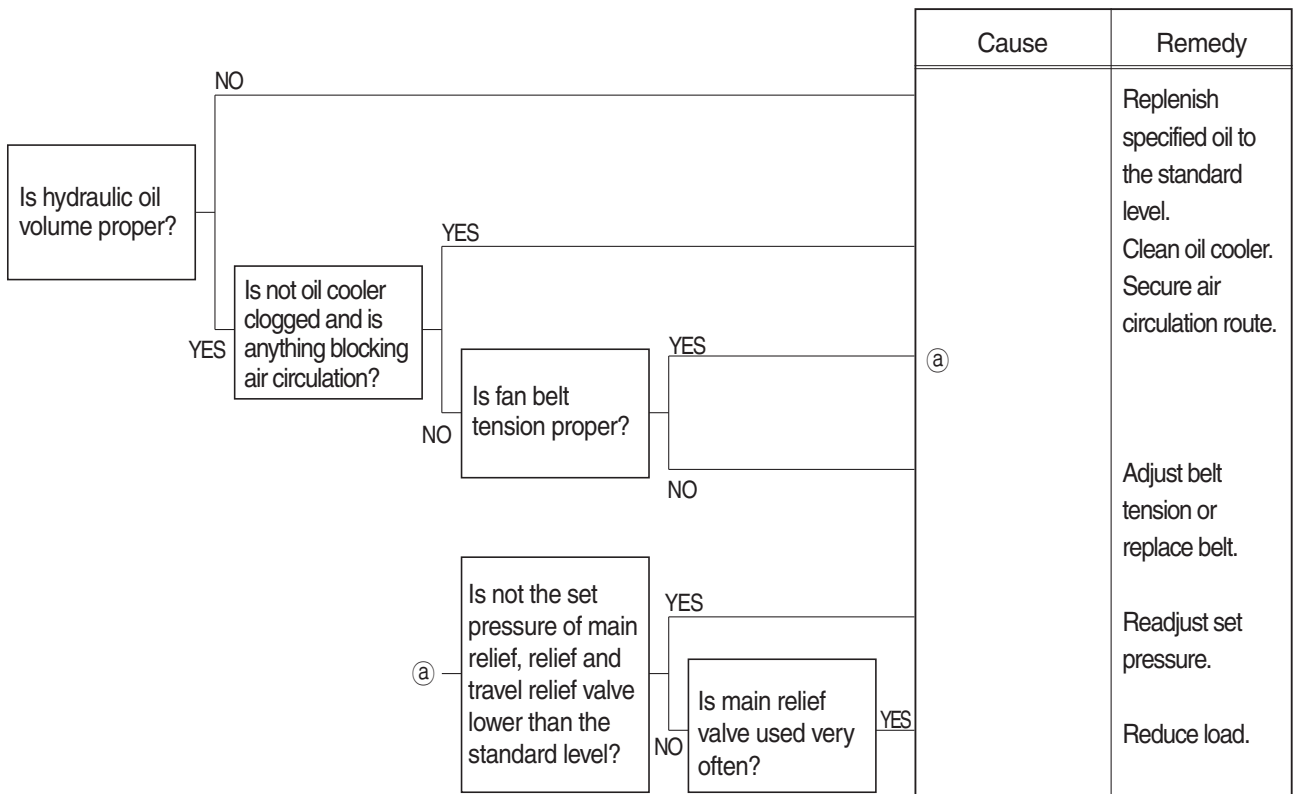 Cause
Remedy
NO
Replenish
specified oil to
the standard
level.
Is hydraulic oil
volume proper?
YES
Clean oil cooler.
Secure air
circulation route.
YES
Is not oil cooler
clogged and is
anything blocking
air circulation?
YES
ⓐ
NO
Is fan belt
tension proper?
NO
Adjust belt
tension or
replace belt.
ⓐ
Is not the set
pressure of main
relief, relief and
travel relief valve
lower than the
standard level?
YES
Readjust set
pressure.
NO
Is main relief
valve used very
often?
YES
Reduce load.